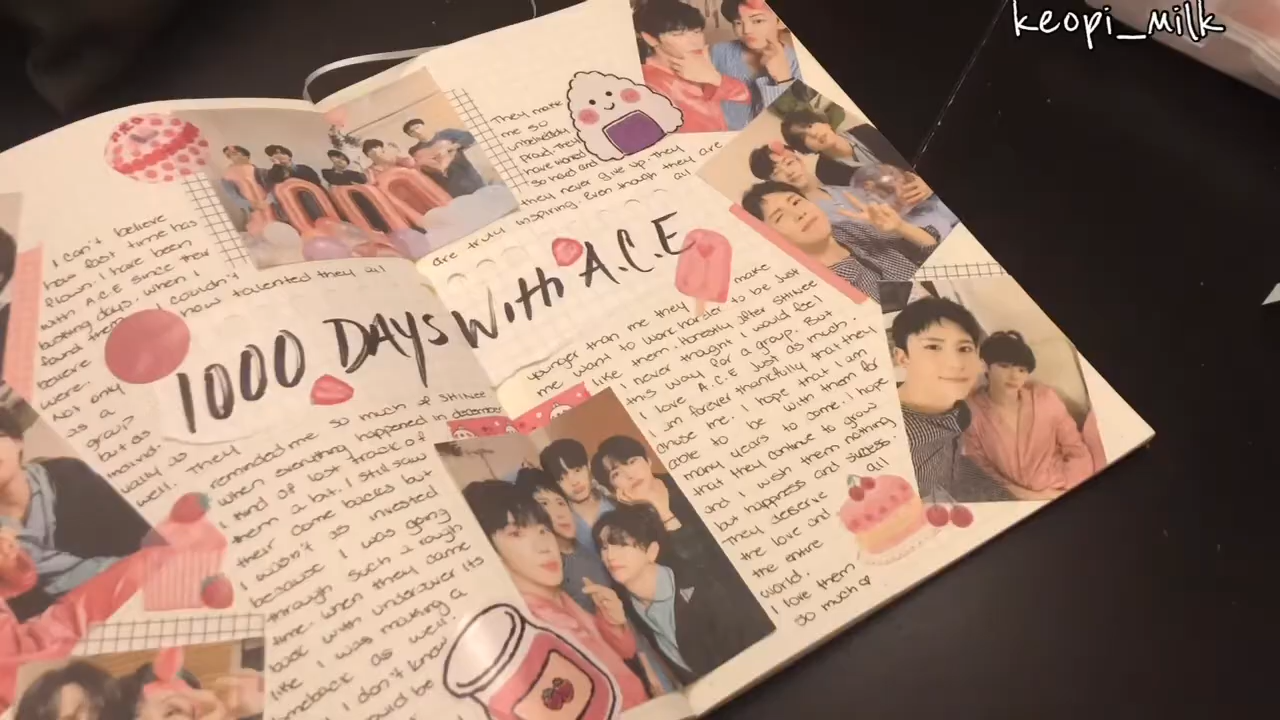 keopi_milk
I can't believe
how fast time has
flown. I have been
with A.C.E since their
busking days. when I
found them I couldn't
believe how talented they all
were.
Not only
as a
group
but as
well.
1000 DAYS With A.C.E
They
reminded me so much of SHINee
when everything happened in december
I kind of lost track of
them a bit. I still saw
their come backs but
I wasn't as invested
because I was going
through such a rough
time. when they came
back with undercover its
like I was making a
comeback as well.
I don't know
would be
They make
me so
unbelievably
proud. They
have worked
so hard and
they never give up. They
are truly inspiring. Even though they are all
younger than me they make
me want to work harder to be just
like them. Honestly after SHINee
I never thought I would feel
this way for a group. But
I love A.C.E just as much.
im forever thankfully that they
chose me. I hope that I am
able to be with them for
many years to come. I hope
that they continue to grow
and I wish them nothing
but happiness and success.
They deserve all
the love and
the entire
world.
I love them
so much